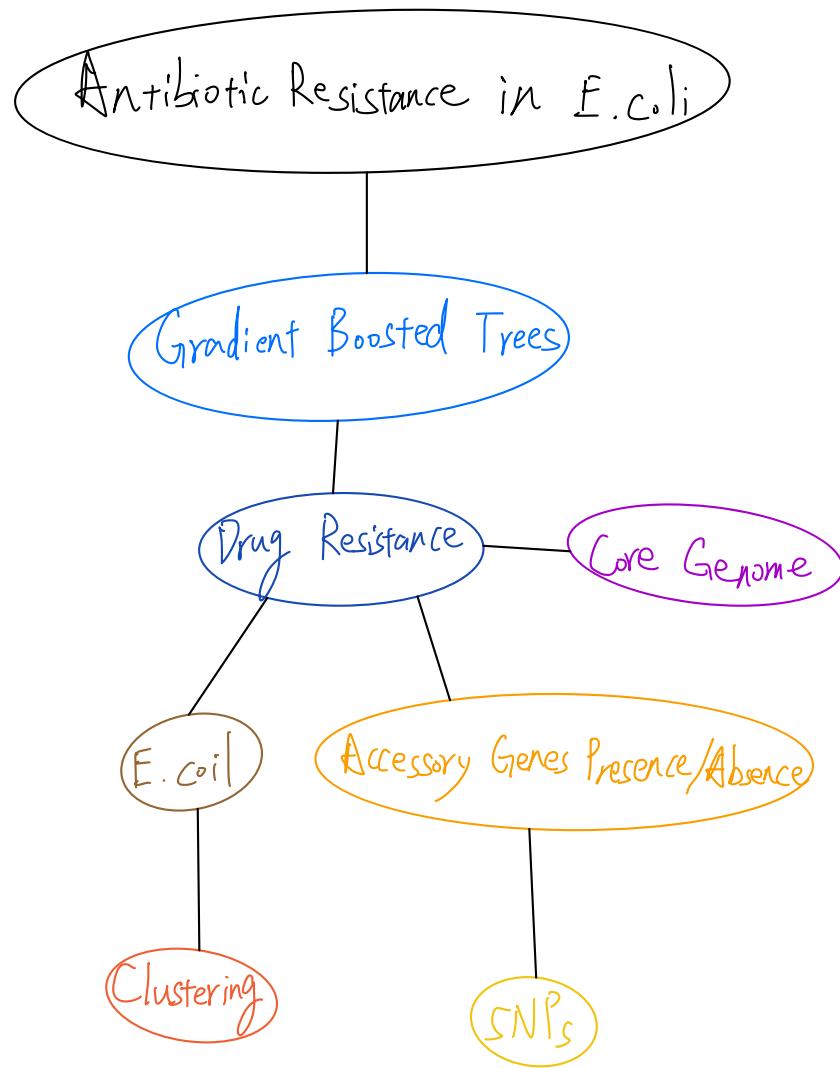 Antibiotic Resistance in E.coli
Gradient Boosted Trees
Drug Resistance
Core Genome
E.coil
Accessory Genes Presence/Absence
Clustering
SNPs